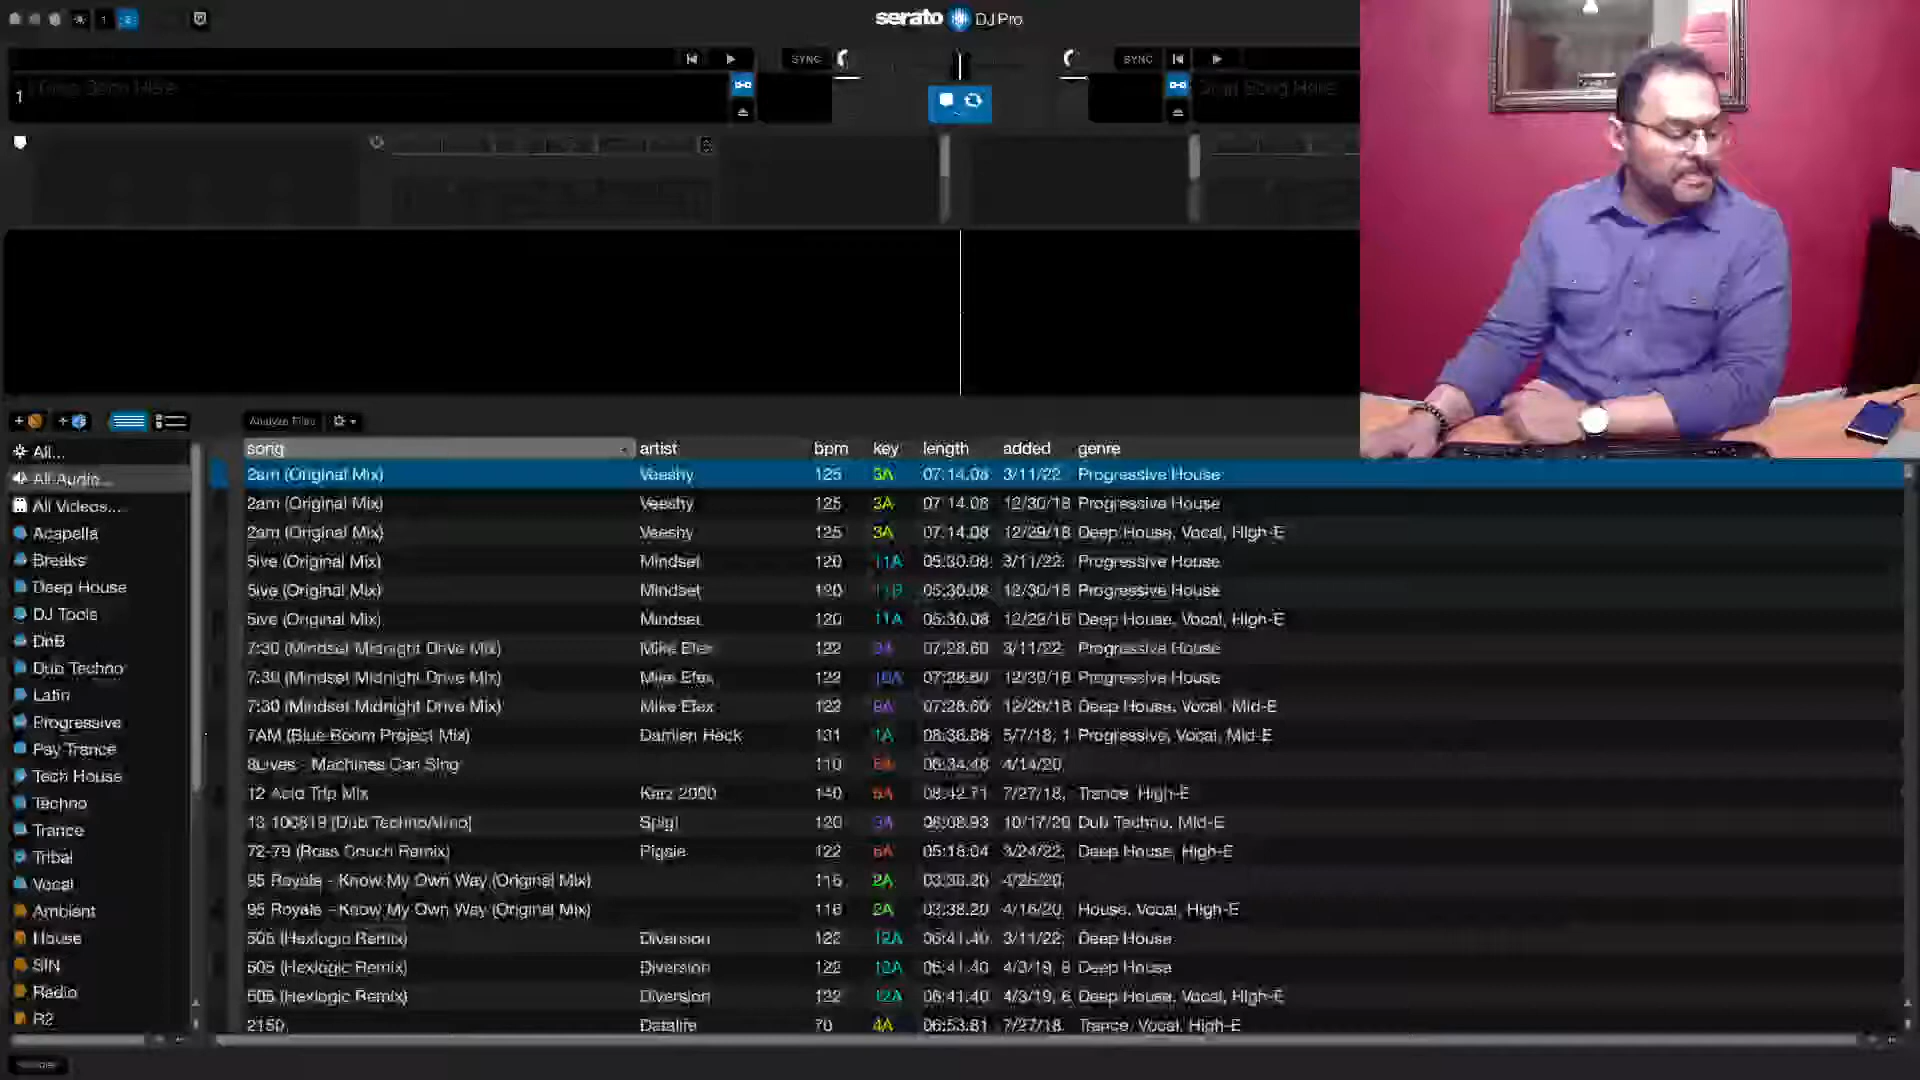 serato DJ Pro
1 2
SYNC SYNC
1 Drag Song Here
Analyze Files
song artist bpm key length added genre
All...
All Audio...
All Videos...
Acapella
Breaks
Deep House
DJ Tools
DnB
Dub Techno
Latin
Progressive
Psy Trance
Tech House
Techno
Trance
Tribal
Vocal
Ambient
House
SIN
Radio
R2
2am (Original Mix) Veeshy 125 3A 07:14.08 3/11/22 Progressive House
2am (Original Mix) Veeshy 125 3A 07:14.08 12/30/18 Progressive House
2am (Original Mix) Veeshy 125 3A 07:14.08 12/29/18 Deep House, Vocal, High-E
5ive (Original Mix) Mindset 120 11A 05:30.08 3/11/22 Progressive House
5ive (Original Mix) Mindset 120 05:30.08 12/30/18 Progressive House
5ive (Original Mix) Mindset 120 11A 05:30.08 12/29/18 Deep House, Vocal, High-E
7:30 (Mindset Midnight Drive Mix) Mike Efex 122 07:28.60 3/11/22 Progressive House
7:30 (Mindset Midnight Drive Mix) Mike Efex 122 10A 07:28.60 12/30/18 Progressive House
7:30 (Mindset Midnight Drive Mix) Mike Efex 122 9A 07:28.60 12/29/18 Deep House, Vocal, Mid-E
7AM (Blue Room Project Mix) Damien Heck 131 1A 5/7/18, 1 Progressive, Vocal, Mid-E
8Lives - Machines Can Sing 110 06:34.48 4/14/20,
12 Acid Trip Mix Kerz 2000 140 08:42.71 7/27/18, Trance, High-E
13 100819 Spigl 120 06:08.93 10/17/20 Dub Techno, Mid-E
72-79 (Ross Couch Remix) Pigsie 122 6A 05:18.04 3/24/22, Deep House, High-E
95 Royale - Know My Own Way (Original Mix) 116 2A 03:38.20 4/25/20,
95 Royale - Know My Own Way (Original Mix) 116 2A 03:38.20 4/16/20, House, Vocal, High-E
505 (Hexlogic Remix) Diversion 122 12A 06:41.40 3/11/22, Deep House
505 (Hexlogic Remix) Diversion 122 12A 06:41.40 4/3/19, 6 Deep House
505 (Hexlogic Remix) Diversion 122 12A 06:41.40 4/3/19, 6 Deep House, Vocal, High-E
2150 Datalife 70 4A 06:53.81 7/27/18, Trance, Vocal, High-E